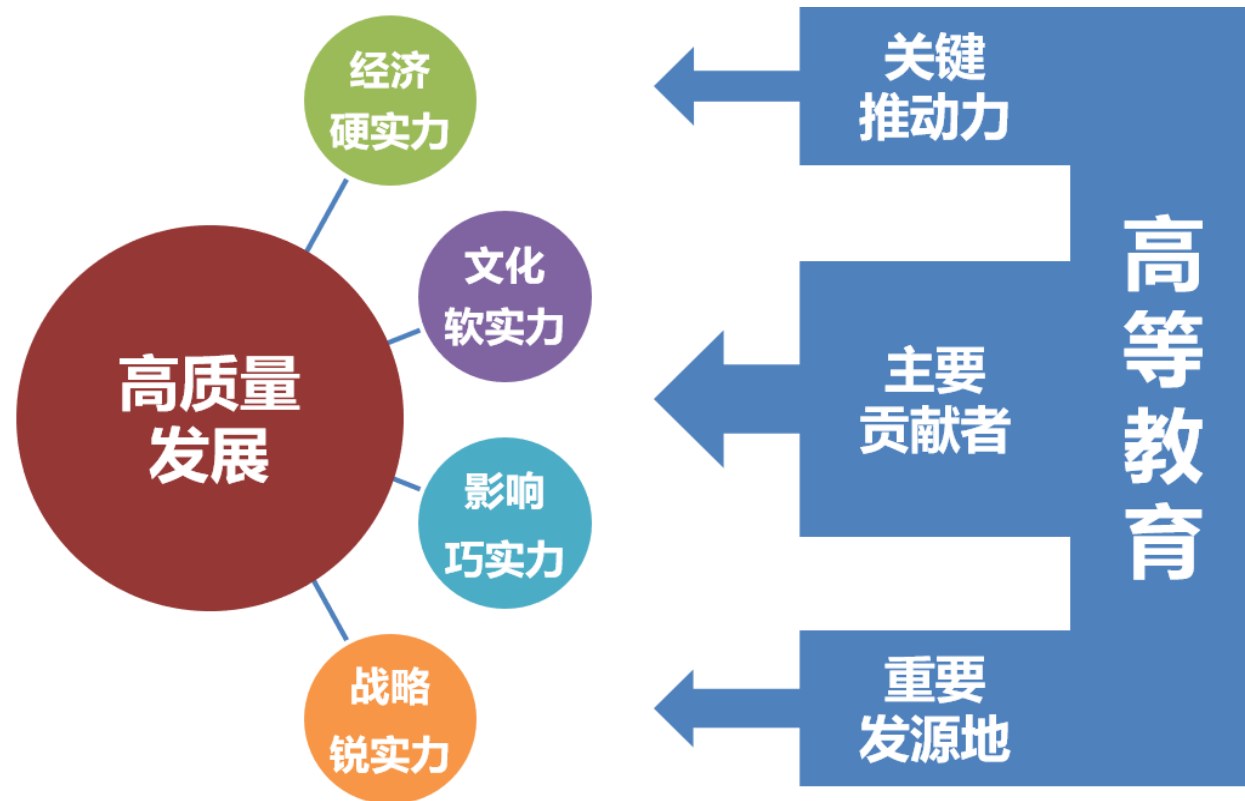 经济
硬实力
文化
软实力
高质量
发展
影响
巧实力
战略
锐实力
关键
推动力
主要
贡献者
重要
发源地
高等教育